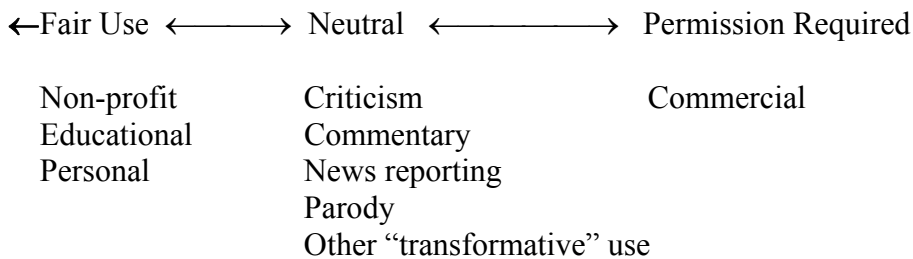 ←Fair Use ←⎯⎯→ Neutral ←⎯⎯⎯→ Permission Required
Non-profit Criticism Commercial
Educational Commentary
Personal News reporting
Parody
Other “transformative” use